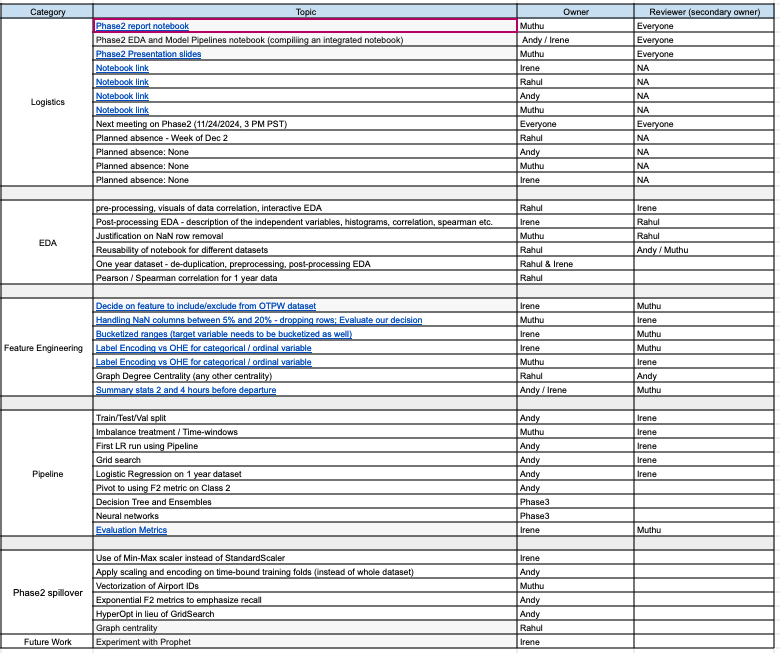 Category Topic Owner Reviewer (secondary owner)
Logistics
Phase2 report notebook Muthu Everyone
Phase2 EDA and Model Pipelines notebook (compiliing an integrated notebook) Andy / Irene Everyone
Phase2 Presentation slides Muthu Everyone
Notebook link Irene NA
Notebook link Rahul NA
Notebook link Andy NA
Notebook link Muthu NA
Next meeting on Phase2 (11/24/2024, 3 PM PST) Everyone Everyone
Planned absence - Week of Dec 2 Rahul NA
Planned absence: None Andy NA
Planned absence: None Muthu NA
Planned absence: None Irene NA
EDA
pre-processing, visuals of data correlation, interactive EDA Rahul Irene
Post-processing EDA - description of the independent variables, histograms, correlation, spearman etc. Irene Rahul
Justification on NaN row removal Muthu Rahul
Reusability of notebook for different datasets Rahul Andy / Muthu
One year dataset - de-duplication, preprocessing, post-processing EDA Rahul & Irene
Pearson / Spearman correlation for 1 year data Rahul
Feature Engineering
Decide on feature to include/exclude from OTPW dataset Irene Muthu
Handling NaN columns between 5% and 20% - dropping rows; Evaluate our decision Muthu Irene
Bucketized ranges (target variable needs to be bucketized as well) Irene Muthu
Label Encoding vs OHE for categorical / ordinal variable Irene Muthu
Label Encoding vs OHE for categorical / ordinal variable Muthu Irene
Graph Degree Centrality (any other centrality) Rahul Andy
Summary stats 2 and 4 hours before departure Andy / Irene Muthu
Pipeline
Train/Test/Val split Andy Irene
Imbalance treatment / Time-windows Muthu Irene
First LR run using Pipeline Andy Irene
Grid search Andy Irene
Logistic Regression on 1 year dataset Andy Irene
Pivot to using F2 metric on Class 2 Andy
Decision Tree and Ensembles Phase3
Neural networks Phase3
Evaluation Metrics Irene Muthu
Phase2 spillover
Use of Min-Max scaler instead of StandardScaler Irene
Apply scaling and encoding on time-bound training folds (instead of whole dataset) Andy
Vectorization of Airport IDs Muthu
Exponential F2 metrics to emphasize recall Andy
HyperOpt in lieu of GridSearch Andy
Graph centrality Rahul
Future Work Experiment with Prophet Irene